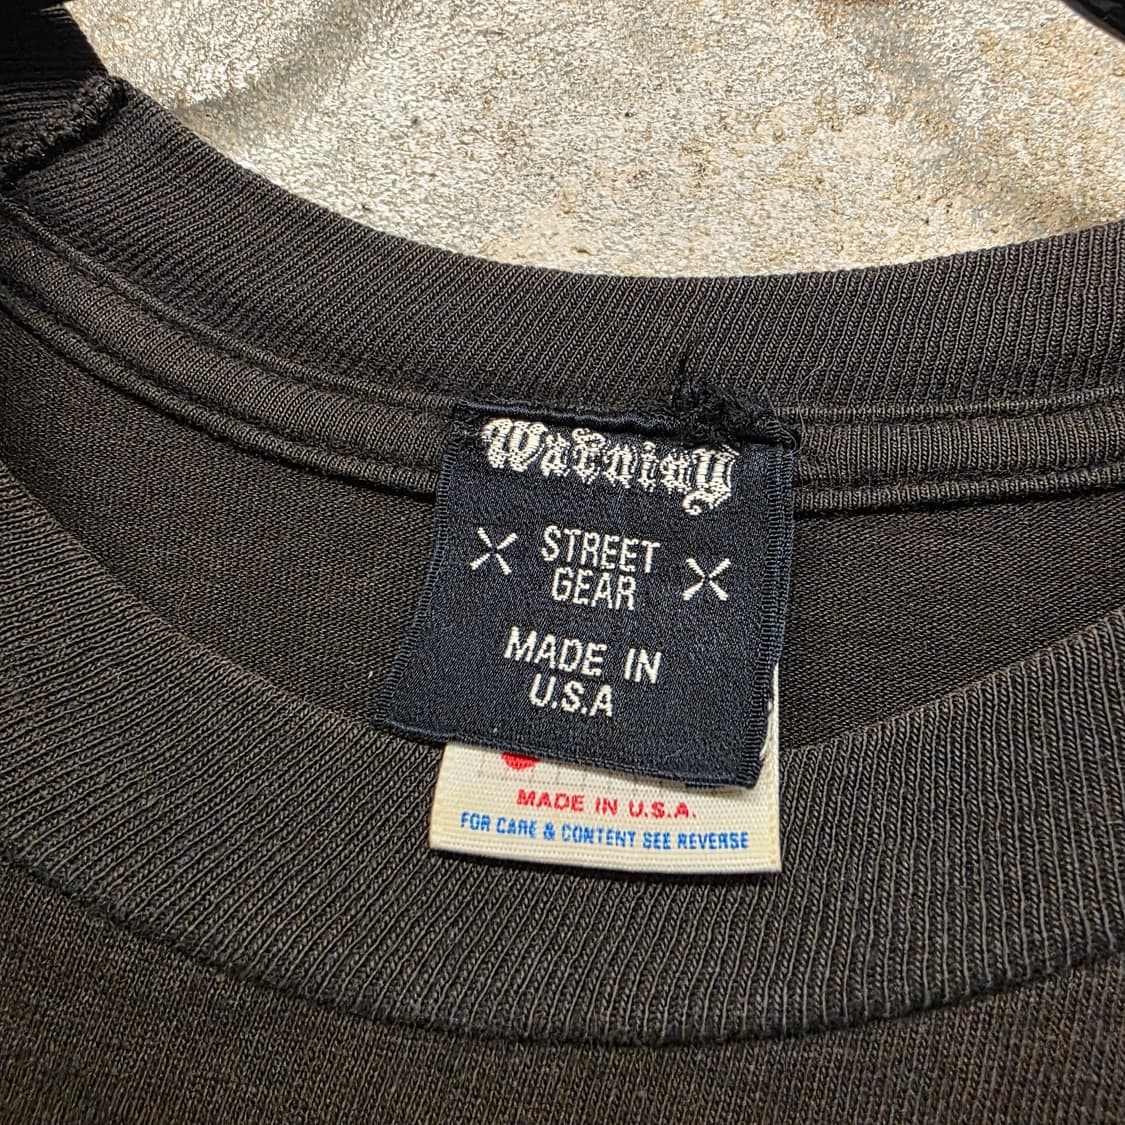 Warning
STREET
GEAR
MADE IN
U.S.A
MADE IN U.S.A.
FOR CARE & CONTENT SEE REVERSE